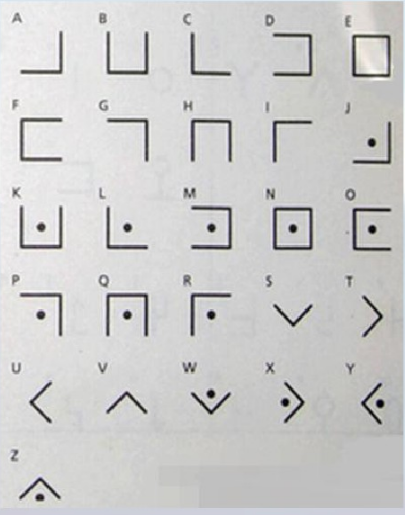 A B C D E
F G H I J
K L M N O
P Q R S T
U V W X Y
Z